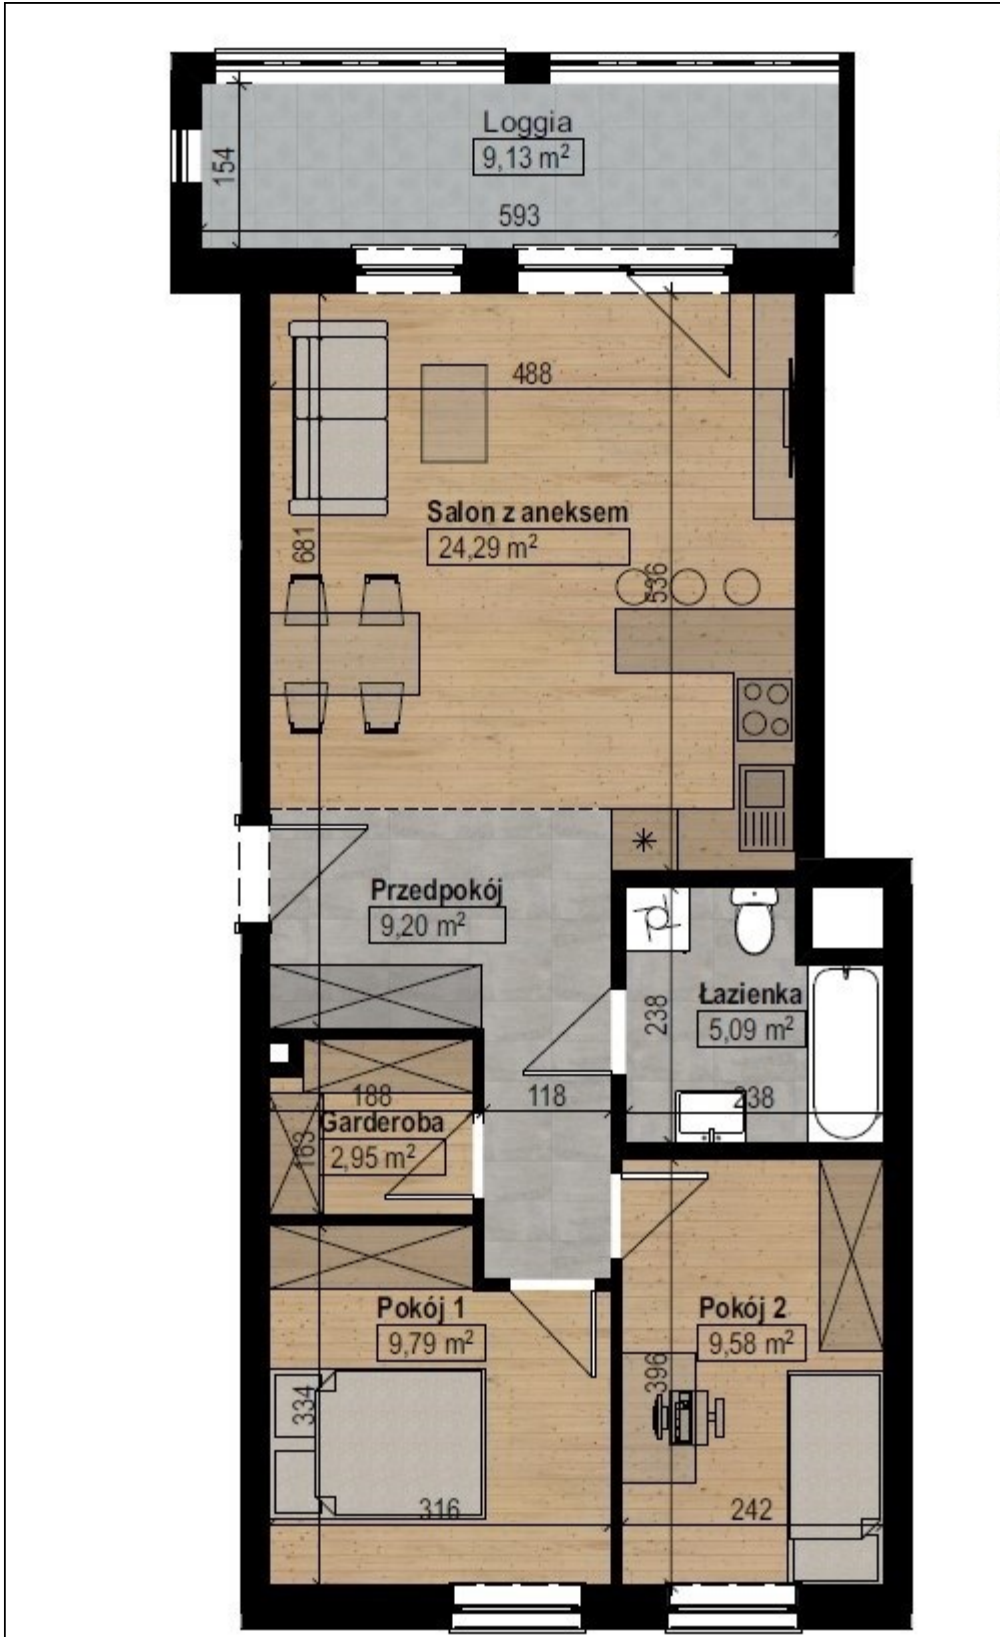 Loggia
9,13 m²
154
593
488
Salon z aneksem
24,29 m²
681
536
Przedpokój
9,20 m²
Łazienka
5,09 m²
238
188
118
238
Garderoba
163
2,95 m²
Pokój 1
9,79 m²
Pokój 2
9,58 m²
334
396
316
242